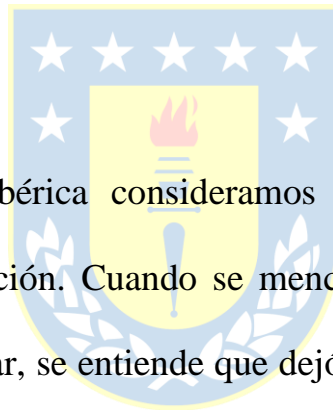 bérica consideramos
ción. Cuando se menc
ar, se entiende que dejó